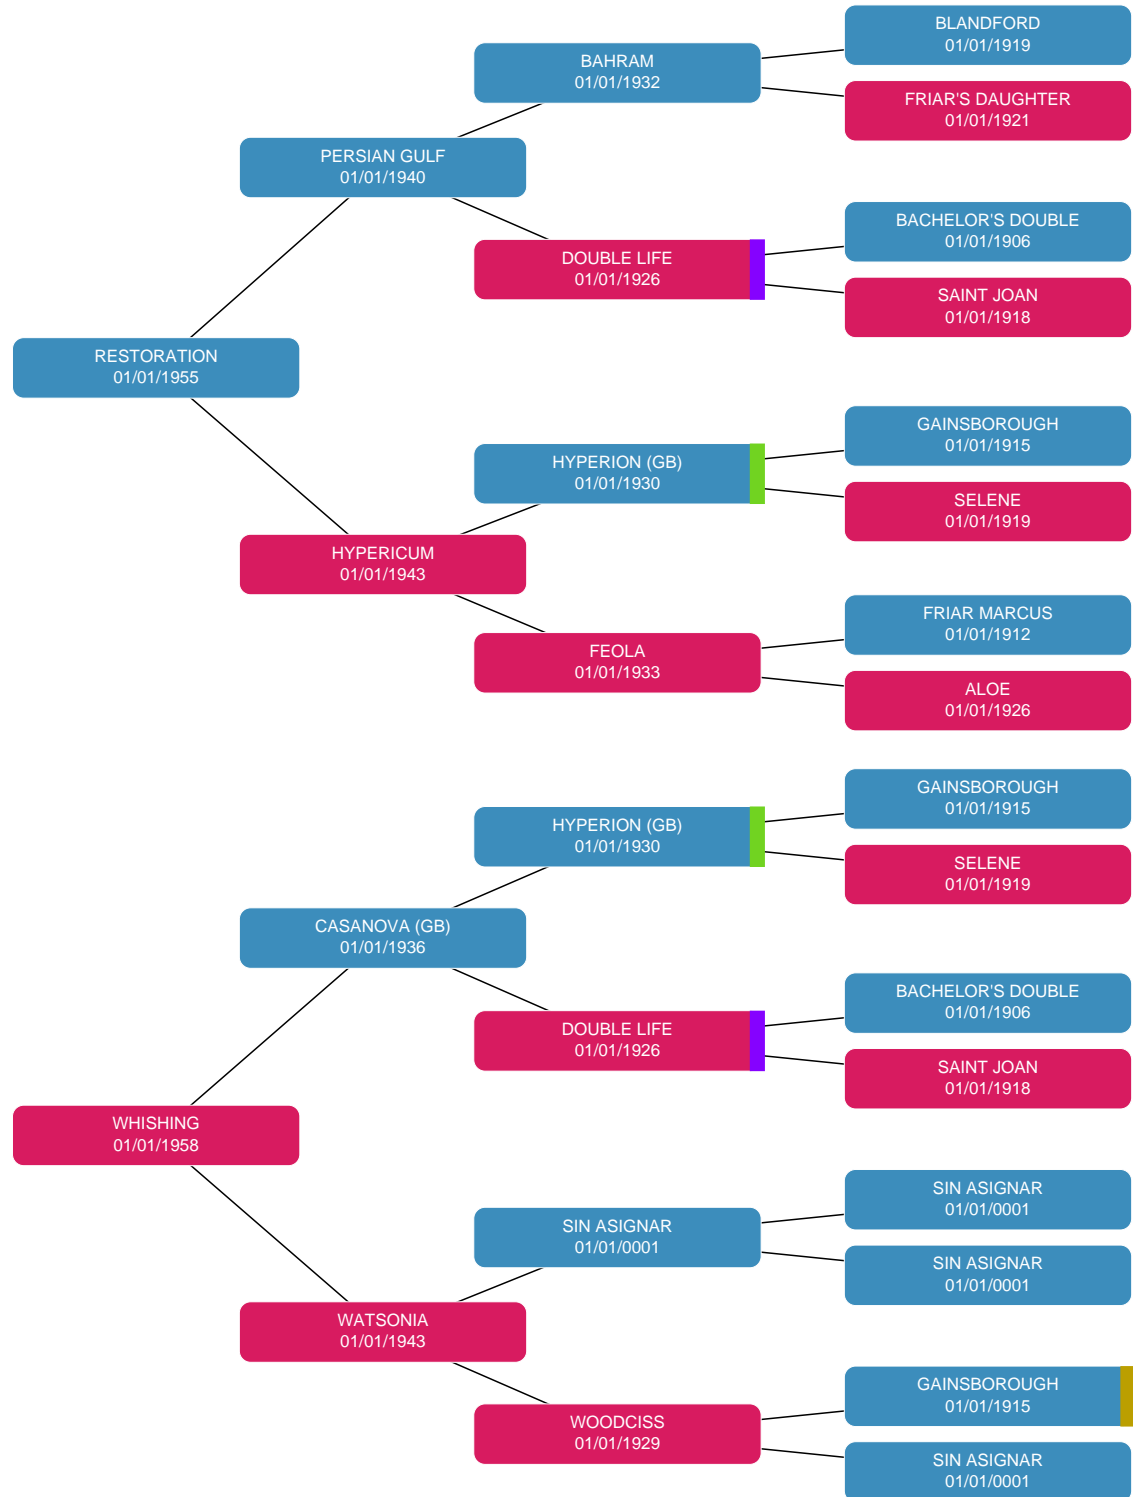 BLANDFORD
01/01/1919
BAHRAM
01/01/1932
FRIAR'S DAUGHTER
01/01/1921
PERSIAN GULF
01/01/1940
BACHELOR'S DOUBLE
01/01/1906
DOUBLE LIFE
01/01/1926
SAINT JOAN
01/01/1918
RESTORATION
01/01/1955
GAINSBOROUGH
01/01/1915
HYPERION (GB)
01/01/1930
SELENE
01/01/1919
HYPERICUM
01/01/1943
FRIAR MARCUS
01/01/1912
FEOLA
01/01/1933
ALOE
01/01/1926
GAINSBOROUGH
01/01/1915
HYPERION (GB)
01/01/1930
SELENE
01/01/1919
CASANOVA (GB)
01/01/1936
BACHELOR'S DOUBLE
01/01/1906
DOUBLE LIFE
01/01/1926
SAINT JOAN
01/01/1918
WHISHING
01/01/1958
SIN ASIGNAR
01/01/0001
SIN ASIGNAR
01/01/0001
SIN ASIGNAR
01/01/0001
WATSONIA
01/01/1943
GAINSBOROUGH
01/01/1915
WOODCISS
01/01/1929
SIN ASIGNAR
01/01/0001